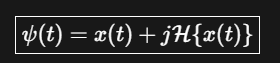 ψ(t) = x(t) + jℋ{x(t)}